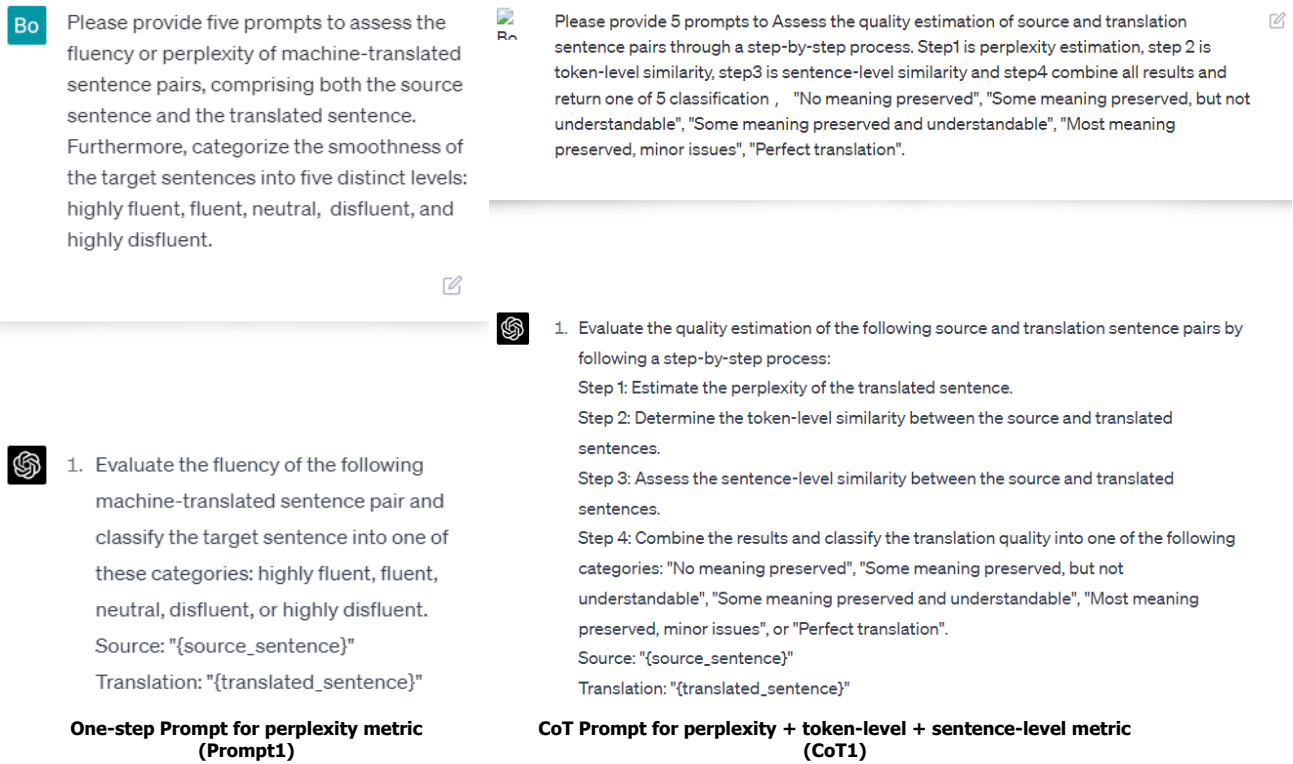 Bo
Please provide five prompts to assess the
fluency or perplexity of machine-translated
sentence pairs, comprising both the source
sentence and the translated sentence.
Furthermore, categorize the smoothness of
the target sentences into five distinct levels:
highly fluent, fluent, neutral, disfluent, and
highly disfluent.
1. Evaluate the fluency of the following
machine-translated sentence pair and
classify the target sentence into one of
these categories: highly fluent, fluent,
neutral, disfluent, or highly disfluent.
Source: "{source_sentence}"
Translation: "{translated_sentence}"
One-step Prompt for perplexity metric
(Prompt1)
Bo
Please provide 5 prompts to Assess the quality estimation of source and translation
sentence pairs through a step-by-step process. Step1 is perplexity estimation, step 2 is
token-level similarity, step3 is sentence-level similarity and step4 combine all results and
return one of 5 classification， "No meaning preserved", "Some meaning preserved, but not
understandable", "Some meaning preserved and understandable", "Most meaning
preserved, minor issues", "Perfect translation".
1. Evaluate the quality estimation of the following source and translation sentence pairs by
following a step-by-step process:
Step 1: Estimate the perplexity of the translated sentence.
Step 2: Determine the token-level similarity between the source and translated
sentences.
Step 3: Assess the sentence-level similarity between the source and translated
sentences.
Step 4: Combine the results and classify the translation quality into one of the following
categories: "No meaning preserved", "Some meaning preserved, but not
understandable", "Some meaning preserved and understandable", "Most meaning
preserved, minor issues", or "Perfect translation".
Source: "{source_sentence}"
Translation: "{translated_sentence}"
CoT Prompt for perplexity + token-level + sentence-level metric
(CoT1)